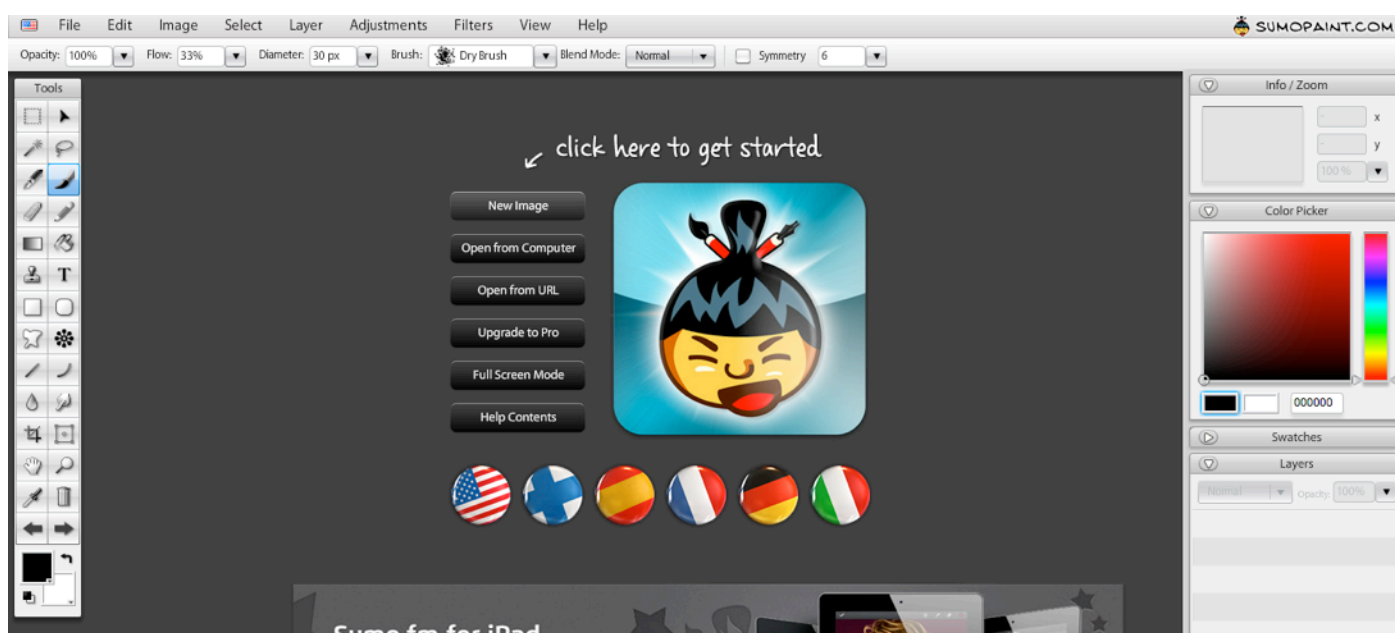 File Edit Image Select Layer Adjustments Filters View Help SUMOPAINT.COM
Opacity: 100% Flow: 33% Diameter: 30 px Brush: Dry Brush Blend Mode: Normal Symmetry 6
Tools
Info / Zoom
x
y
100 %
click here to get started
New Image
Open from Computer
Open from URL
Upgrade to Pro
Full Screen Mode
Help Contents
T
Color Picker
000000
Swatches
Layers
Normal Opacity: 100%
Sumo.fm for iPad